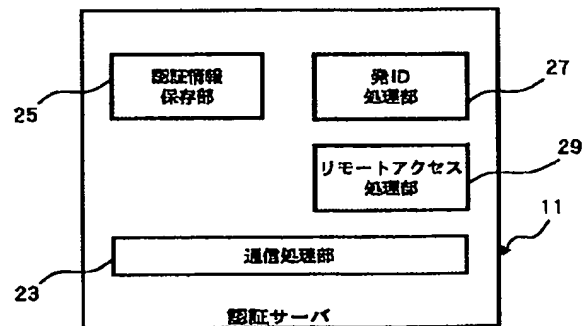 認証情報
保存部
発ID
処理部
27
25
リモートアクセス
処理部
29
11
通信処理部
23
認証サーバ